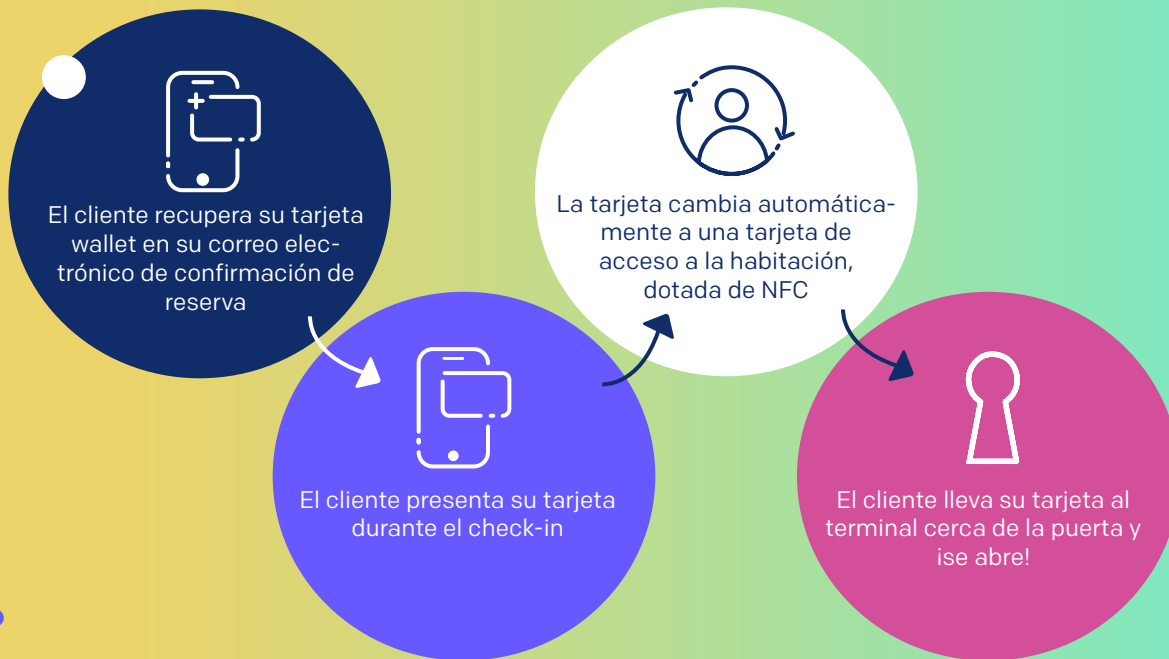 El cliente recupera su tarjeta
wallet en su correo elec-
trónico de confirmación de
reserva
El cliente presenta su tarjeta
durante el check-in
La tarjeta cambia automática-
mente a una tarjeta de
acceso a la habitación,
dotada de NFC
El cliente lleva su tarjeta al
terminal cerca de la puerta y
¡se abre!